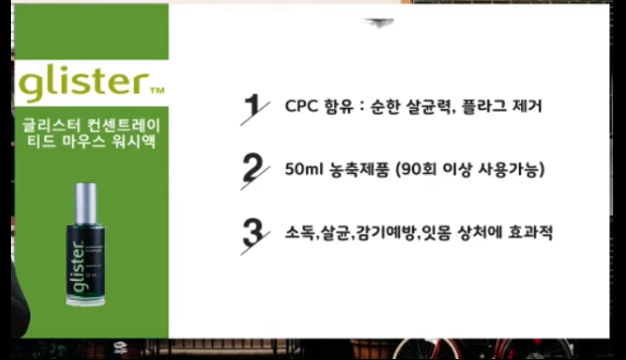 glister™
글리스터 컨센트레이
티드 마우스 워시액
glister.
1 CPC 함유 : 순한 살균력, 플라그 제거
2 50ml 농축제품 (90회 이상 사용가능)
3 소독,살균,감기예방,잇몸 상처에 효과적